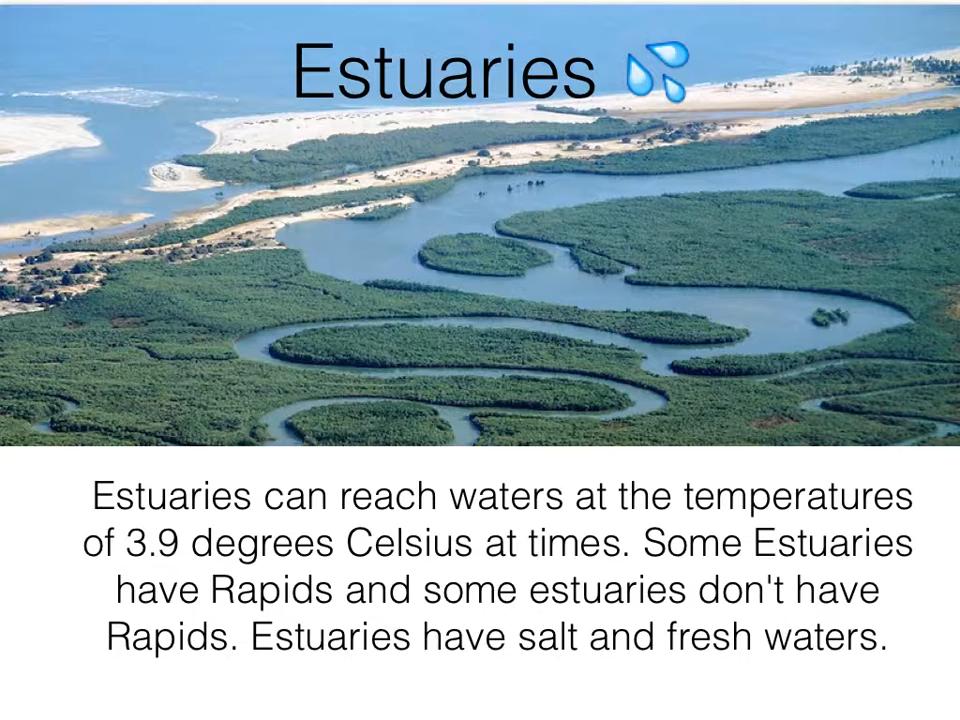 Estuaries 💦
Estuaries can reach waters at the temperatures
of 3.9 degrees Celsius at times. Some Estuaries
have Rapids and some estuaries don't have
Rapids. Estuaries have salt and fresh waters.